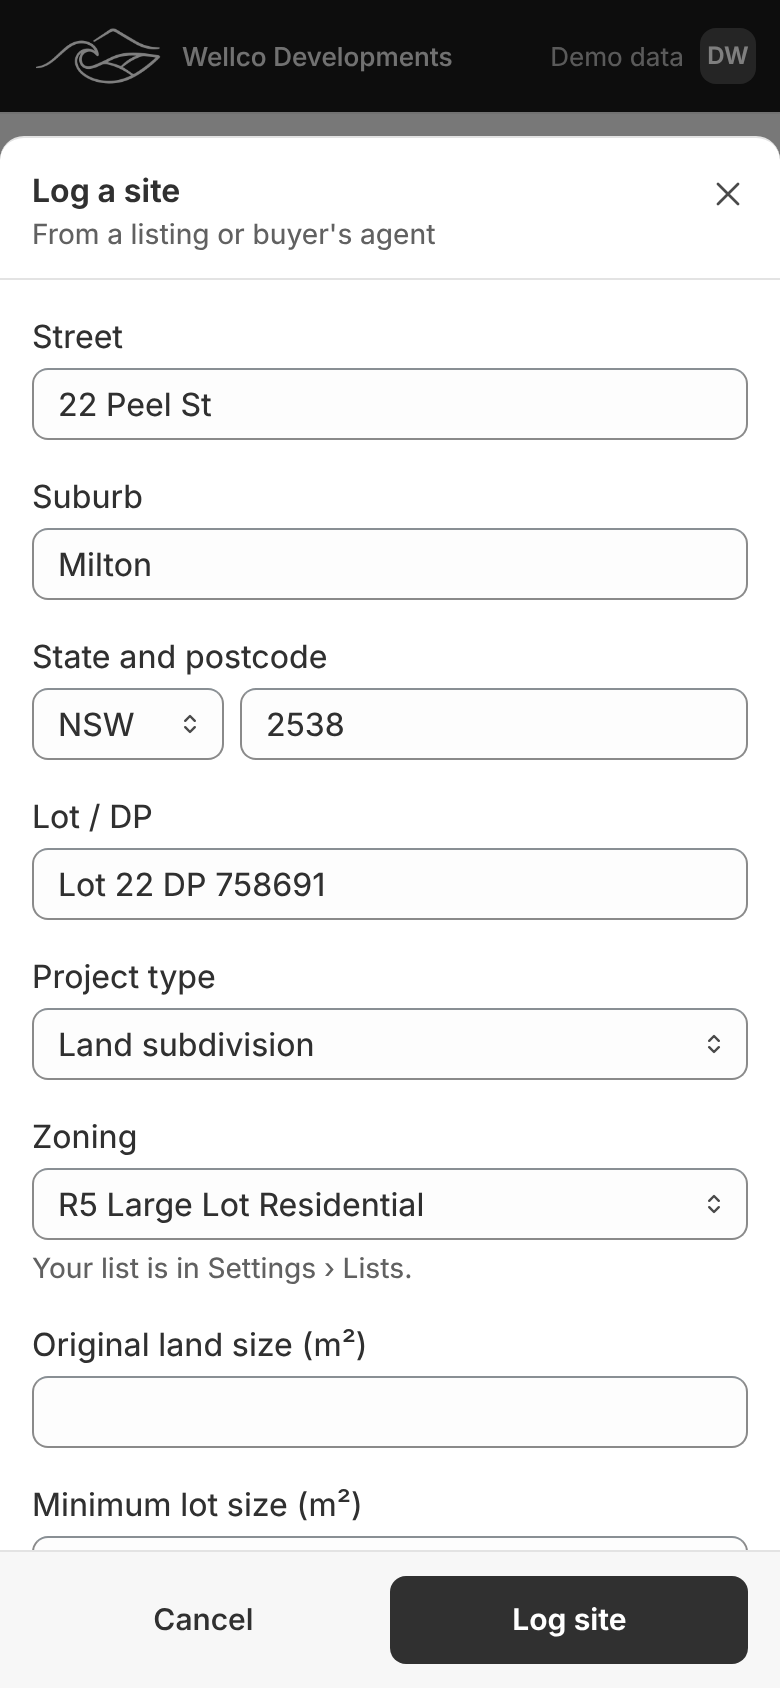 Wellco Developments
Demo data
DW
Log a site
From a listing or buyer's agent
Street
22 Peel St
Suburb
Milton
State and postcode
NSW
2538
Lot / DP
Lot 22 DP 758691
Project type
Land subdivision
Zoning
R5 Large Lot Residential
Your list is in Settings › Lists.
Original land size (m²)
Minimum lot size (m²)
Cancel
Log site